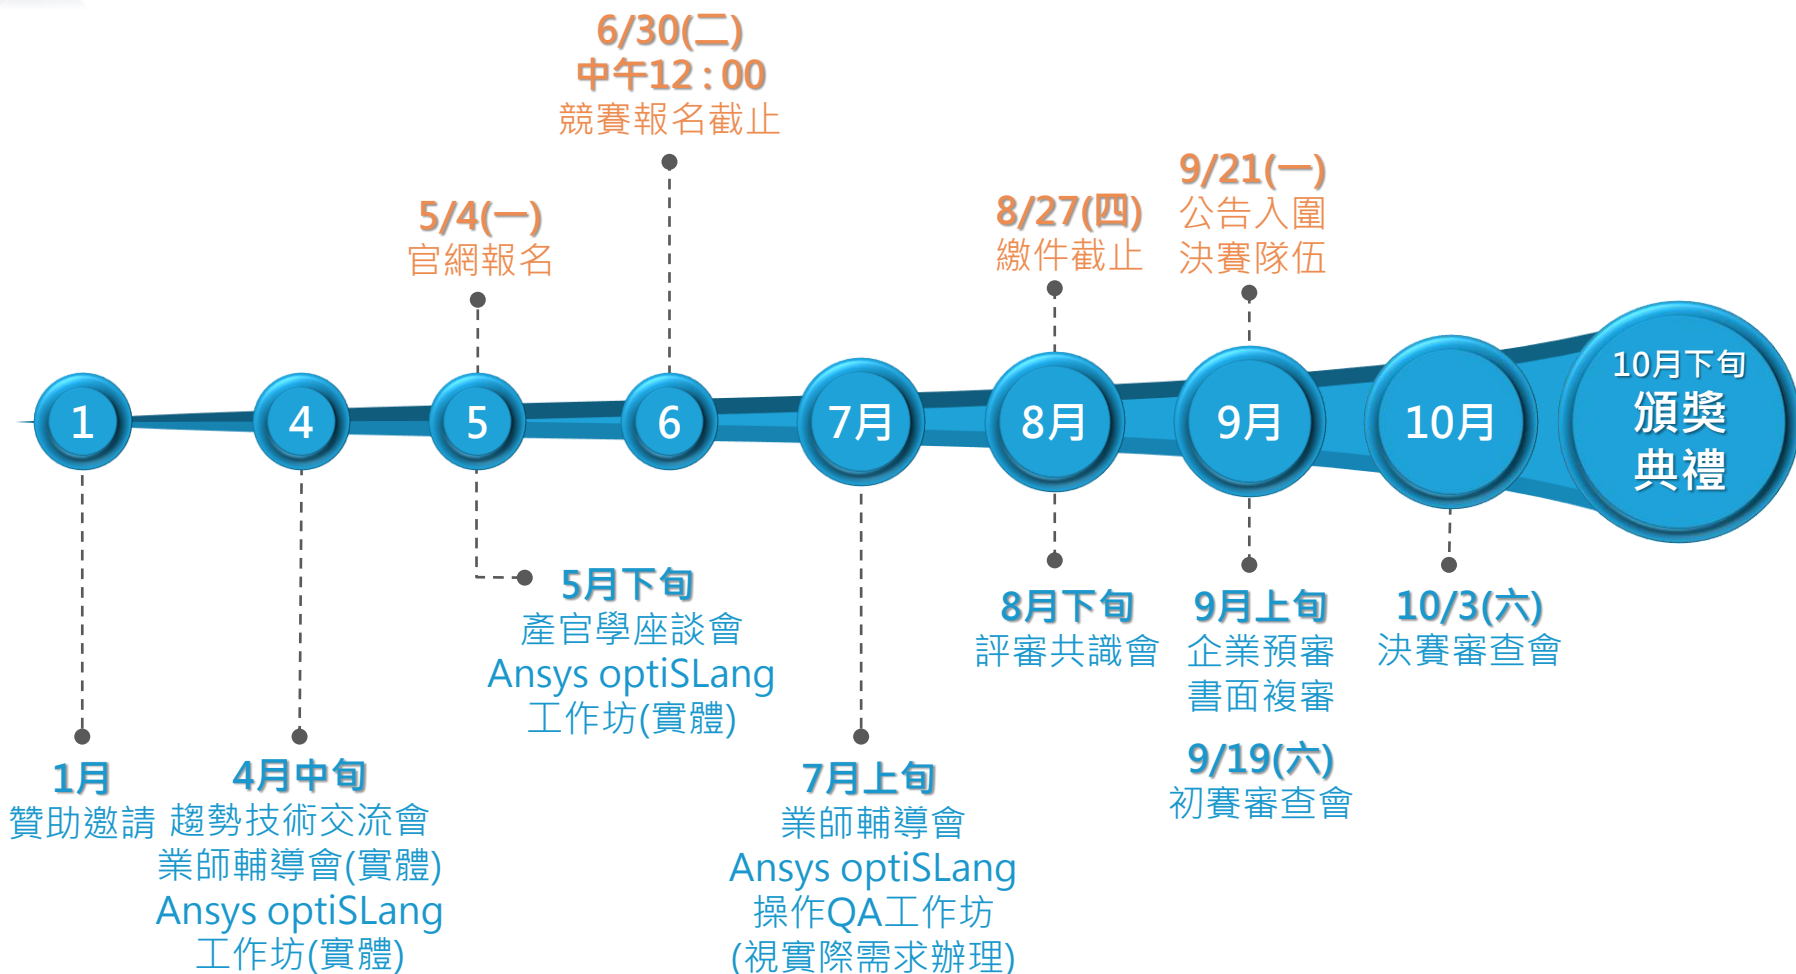 6/30(二)
中午12 : 00
競賽報名截止
5/4(一)
官網報名
8/27(四)
繳件截止
9/21(一)
公告入圍
決賽隊伍
1
4
5
6
7月
8月
9月
10月
10月下旬
頒獎
典禮
1月
贊助邀請
4月中旬
趨勢技術交流會
業師輔導會(實體)
Ansys optiSLang
工作坊(實體)
5月下旬
產官學座談會
Ansys optiSLang
工作坊(實體)
7月上旬
業師輔導會
Ansys optiSLang
操作QA工作坊
(視實際需求辦理)
8月下旬
評審共識會
9月上旬
企業預審
書面複審
9/19(六)
初賽審查會
10/3(六)
決賽審查會